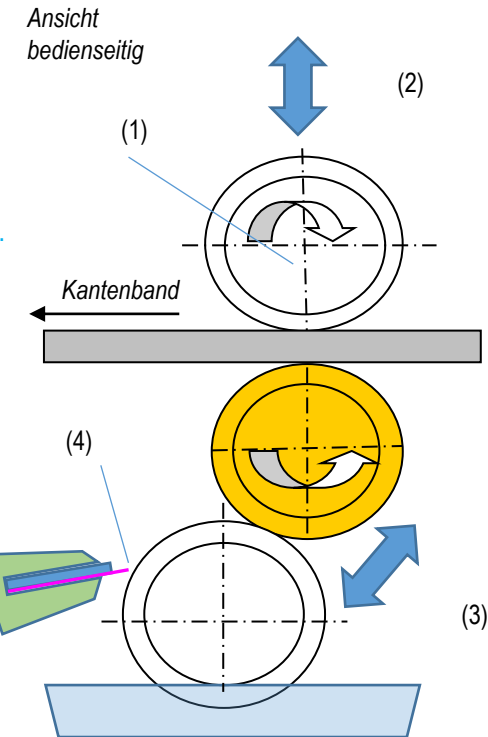 Ansicht
bedienseitig
(2)
(1)
Kantenband
(4)
(3)